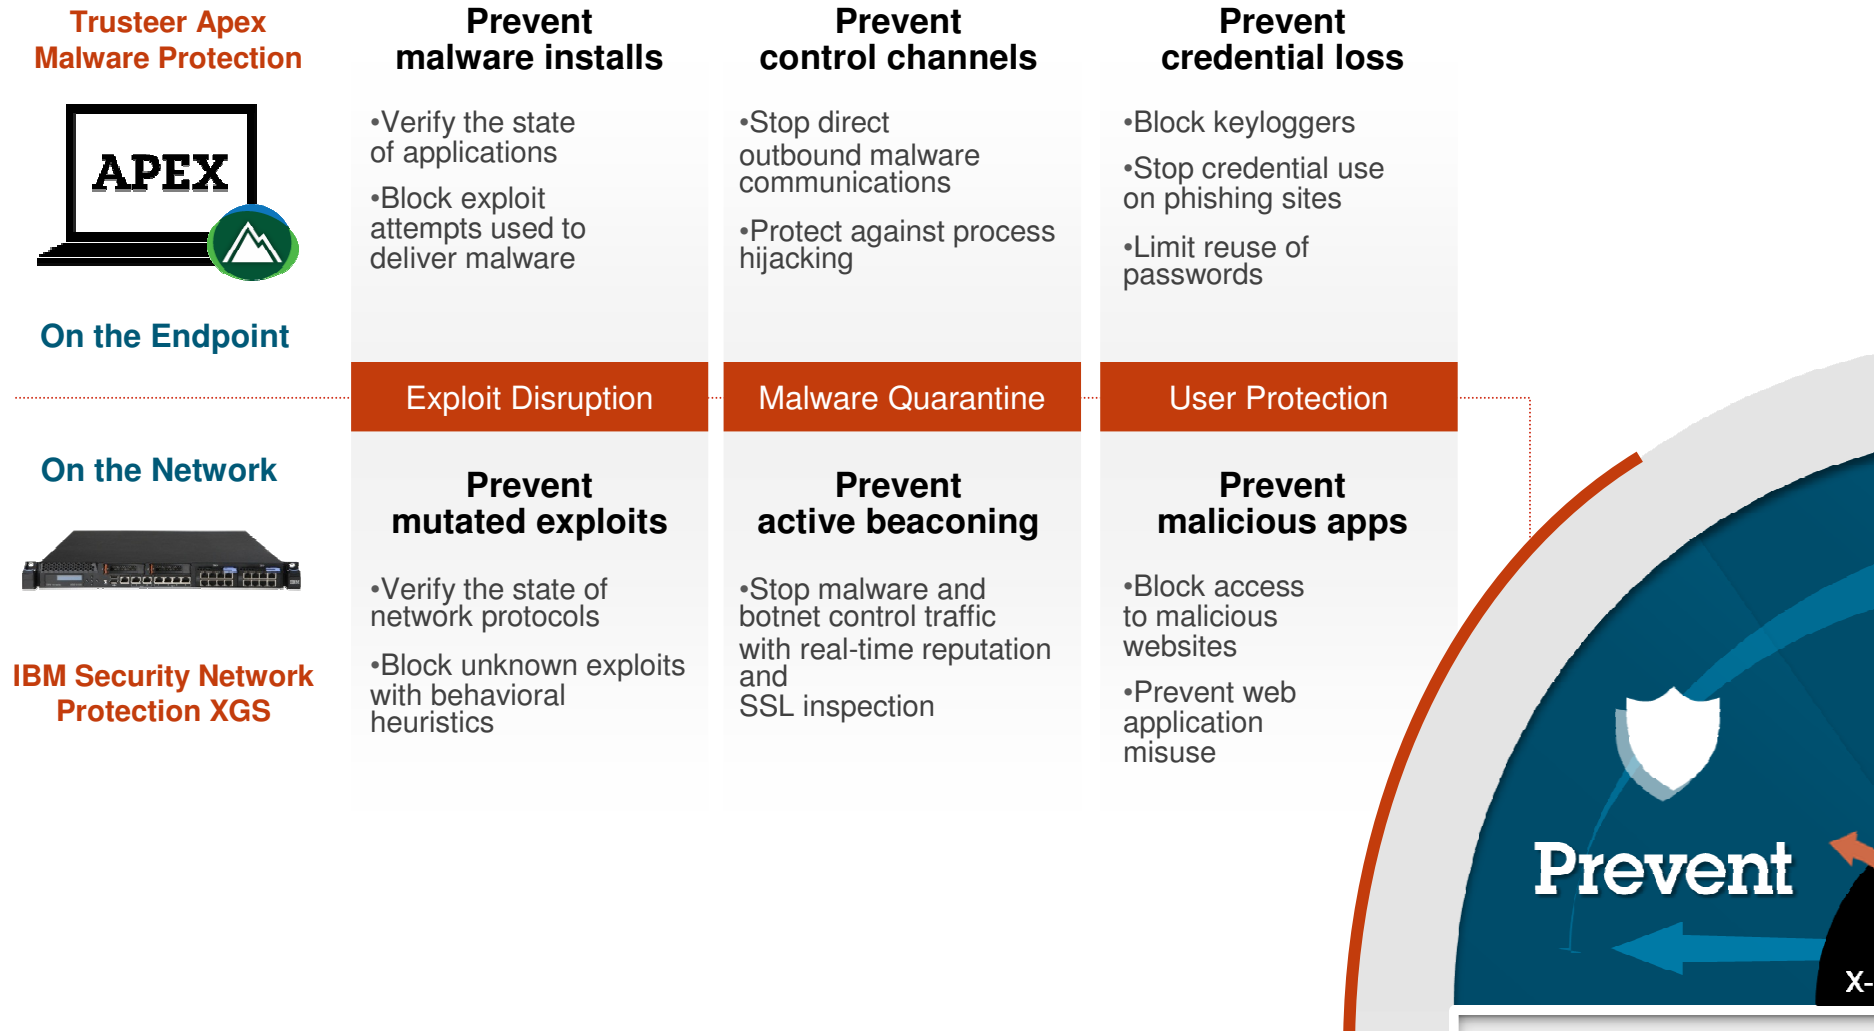 Trusteer Apex
Malware Protection
APEX
On the Endpoint
Prevent
malware installs
•Verify the state
of applications
•Block exploit
attempts used to
deliver malware
Prevent
control channels
•Stop direct
outbound malware
communications
•Protect against process
hijacking
Prevent
credential loss
•Block keyloggers
•Stop credential use
on phishing sites
•Limit reuse of
passwords
Exploit Disruption
Malware Quarantine
User Protection
On the Network
IBM Security Network
Protection XGS
Prevent
mutated exploits
•Verify the state of
network protocols
•Block unknown exploits
with behavioral
heuristics
Prevent
active beaconing
•Stop malware and
botnet control traffic
with real-time reputation
and
SSL inspection
Prevent
malicious apps
•Block access
to malicious
websites
•Prevent web
application
misuse
Prevent
X-